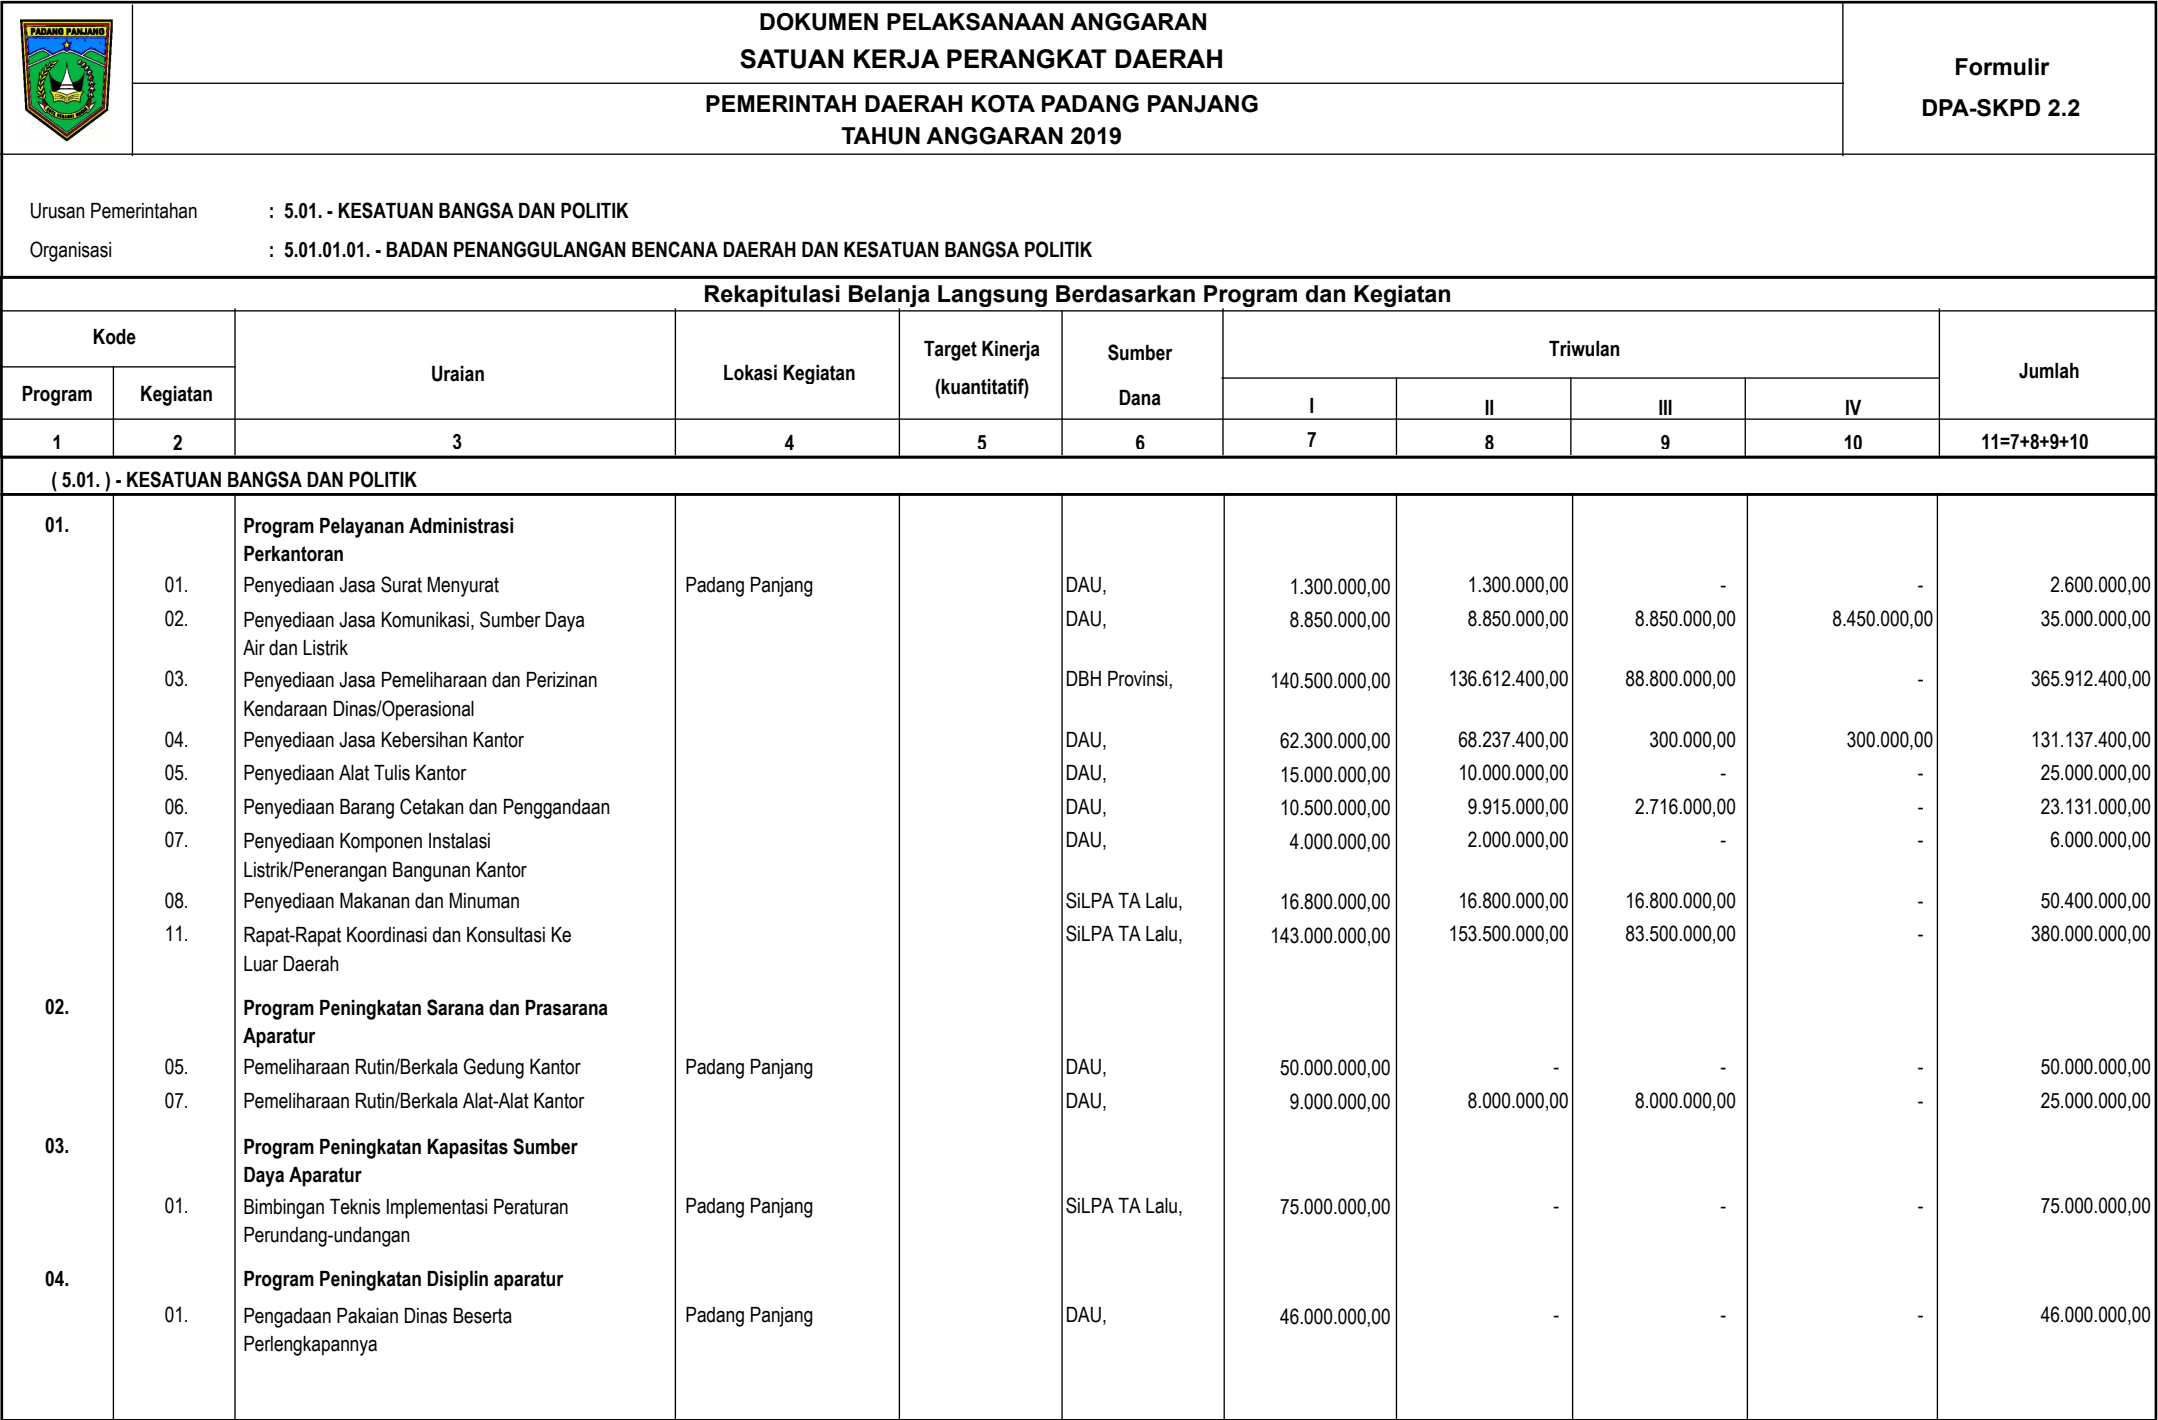 PADANG PANJANG
DOKUMEN PELAKSANAAN ANGGARAN
SATUAN KERJA PERANGKAT DAERAH
PEMERINTAH DAERAH KOTA PADANG PANJANG
TAHUN ANGGARAN 2019
Formulir
DPA-SKPD 2.2
Urusan Pemerintahan : 5.01. - KESATUAN BANGSA DAN POLITIK
Organisasi : 5.01.01.01. - BADAN PENANGGULANGAN BENCANA DAERAH DAN KESATUAN BANGSA POLITIK
Rekapitulasi Belanja Langsung Berdasarkan Program dan Kegiatan
Kode
Program Kegiatan
Uraian
Lokasi Kegiatan
Target Kinerja
(kuantitatif)
Sumber
Dana
Triwulan
I II III IV
Jumlah
1 2 3 4 5 6 7 8 9 10 11=7+8+9+10
( 5.01. ) - KESATUAN BANGSA DAN POLITIK
01. Program Pelayanan Administrasi
Perkantoran
01. Penyediaan Jasa Surat Menyurat Padang Panjang DAU, 1.300.000,00 1.300.000,00 - - 2.600.000,00
02. Penyediaan Jasa Komunikasi, Sumber Daya DAU, 8.850.000,00 8.850.000,00 8.850.000,00 8.450.000,00 35.000.000,00
Air dan Listrik
03. Penyediaan Jasa Pemeliharaan dan Perizinan DBH Provinsi, 140.500.000,00 136.612.400,00 88.800.000,00 - 365.912.400,00
Kendaraan Dinas/Operasional
04. Penyediaan Jasa Kebersihan Kantor DAU, 62.300.000,00 68.237.400,00 300.000,00 300.000,00 131.137.400,00
05. Penyediaan Alat Tulis Kantor DAU, 15.000.000,00 10.000.000,00 - - 25.000.000,00
06. Penyediaan Barang Cetakan dan Penggandaan DAU, 10.500.000,00 9.915.000,00 2.716.000,00 - 23.131.000,00
07. Penyediaan Komponen Instalasi DAU, 4.000.000,00 2.000.000,00 - - 6.000.000,00
Listrik/Penerangan Bangunan Kantor
08. Penyediaan Makanan dan Minuman SiLPA TA Lalu, 16.800.000,00 16.800.000,00 16.800.000,00 - 50.400.000,00
11. Rapat-Rapat Koordinasi dan Konsultasi Ke SiLPA TA Lalu, 143.000.000,00 153.500.000,00 83.500.000,00 - 380.000.000,00
Luar Daerah
02. Program Peningkatan Sarana dan Prasarana
Aparatur
05. Pemeliharaan Rutin/Berkala Gedung Kantor Padang Panjang DAU, 50.000.000,00 - - - 50.000.000,00
07. Pemeliharaan Rutin/Berkala Alat-Alat Kantor DAU, 9.000.000,00 8.000.000,00 8.000.000,00 - 25.000.000,00
03. Program Peningkatan Kapasitas Sumber
Daya Aparatur
01. Bimbingan Teknis Implementasi Peraturan Padang Panjang SiLPA TA Lalu, 75.000.000,00 - - - 75.000.000,00
Perundang-undangan
04. Program Peningkatan Disiplin aparatur
01. Pengadaan Pakaian Dinas Beserta Padang Panjang DAU, 46.000.000,00 - - - 46.000.000,00
Perlengkapannya